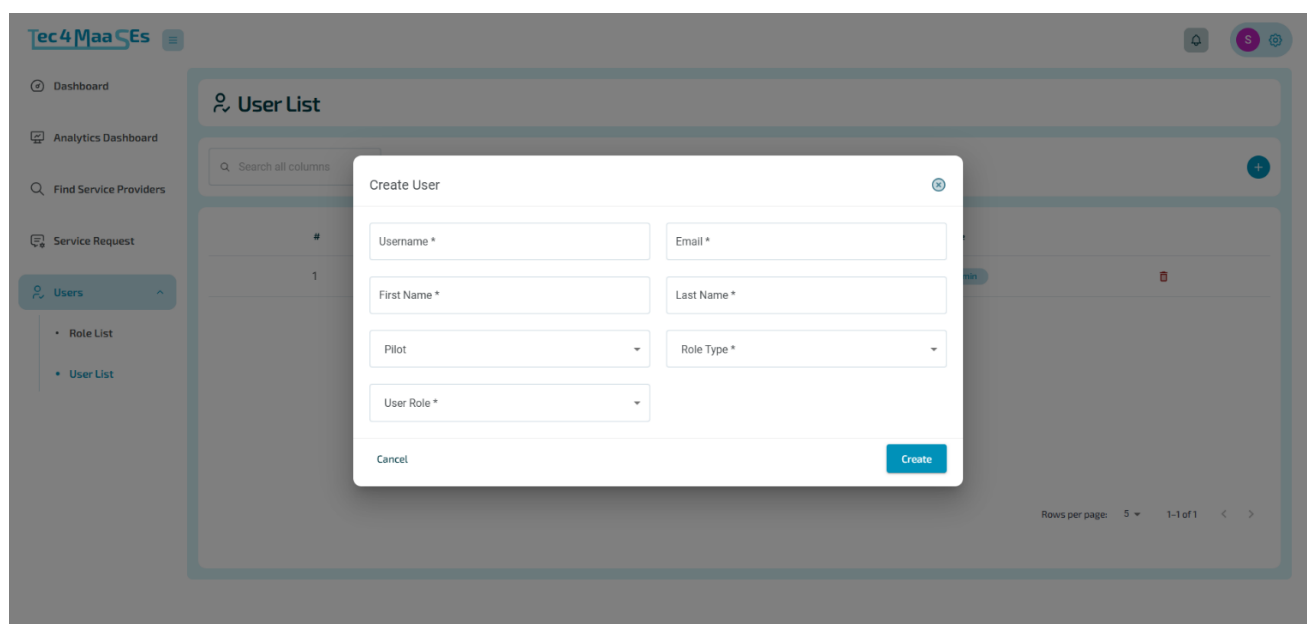 Tec4MaaSEs
S
Dashboard
User List
Analytics Dashboard
Search all columns
Find Service Providers
Service Request
Users
Role List
User List
#
1
Create User
Username *
Email *
First Name *
Last Name *
Pilot
Role Type *
User Role *
Cancel
Create
Rows per page: 5 1-1 of 1